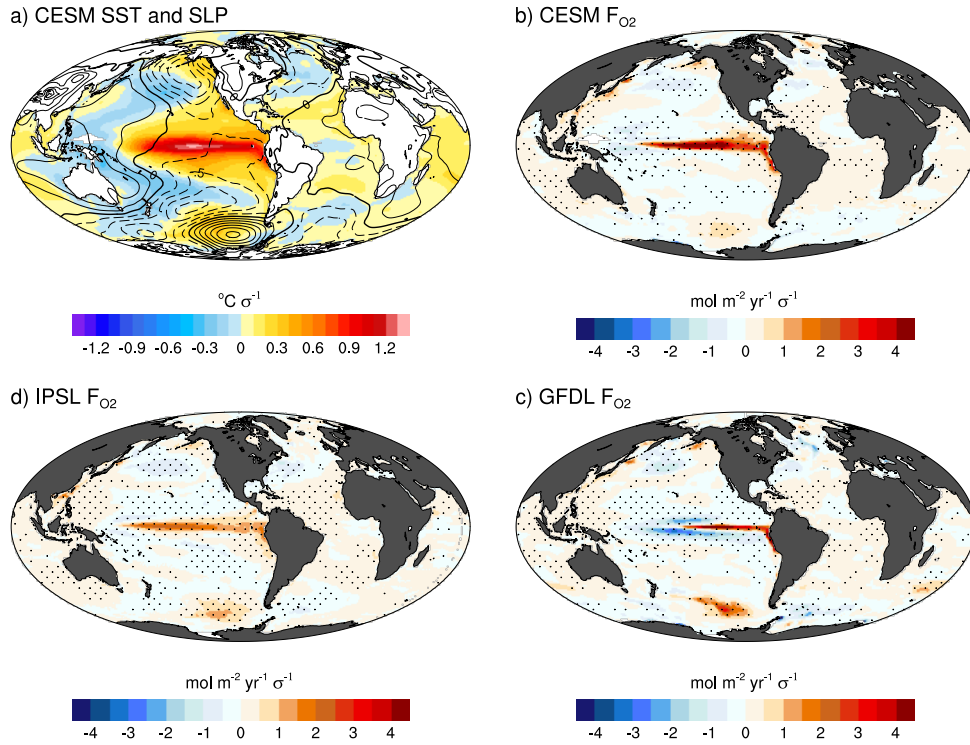 a) CESM SST and SLP
0
0
-5
°C σ⁻¹
-1.2 -0.9 -0.6 -0.3 0 0.3 0.6 0.9 1.2
b) CESM F_O2
mol m⁻² yr⁻¹ σ⁻¹
-4 -3 -2 -1 0 1 2 3 4
d) IPSL F_O2
mol m⁻² yr⁻¹ σ⁻¹
-4 -3 -2 -1 0 1 2 3 4
c) GFDL F_O2
mol m⁻² yr⁻¹ σ⁻¹
-4 -3 -2 -1 0 1 2 3 4